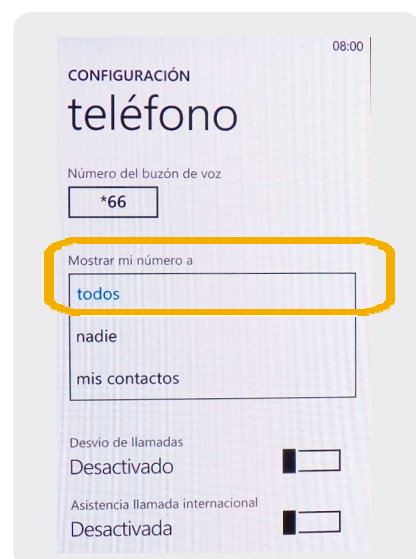 08:00
CONFIGURACIÓN
teléfono
Número del buzón de voz
*66
Mostrar mi número a
todos
nadie
mis contactos
Desvio de llamadas
Desactivado
Asistencia llamada internacional
Desactivada